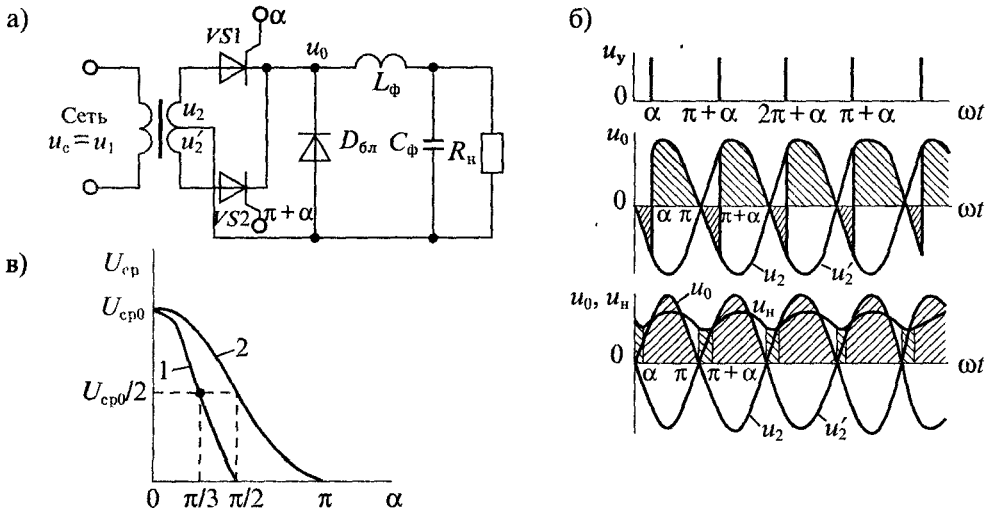 а)
VS1
α
u₀
Lф
Сеть
uс = u₁
u₂
u₂′
Dбл
Cф
Rн
VS2
π + α
б)
uу
0
α
π + α
2π + α
π + α
ωt
u₀
0
α
π
π + α
ωt
u₂
u₂′
u₀, uн
u₀
uн
0
α
π
π + α
ωt
u₂
u₂′
в)
Uср
Uср0
2
1
Uср0/2
0
π/3
π/2
π
α